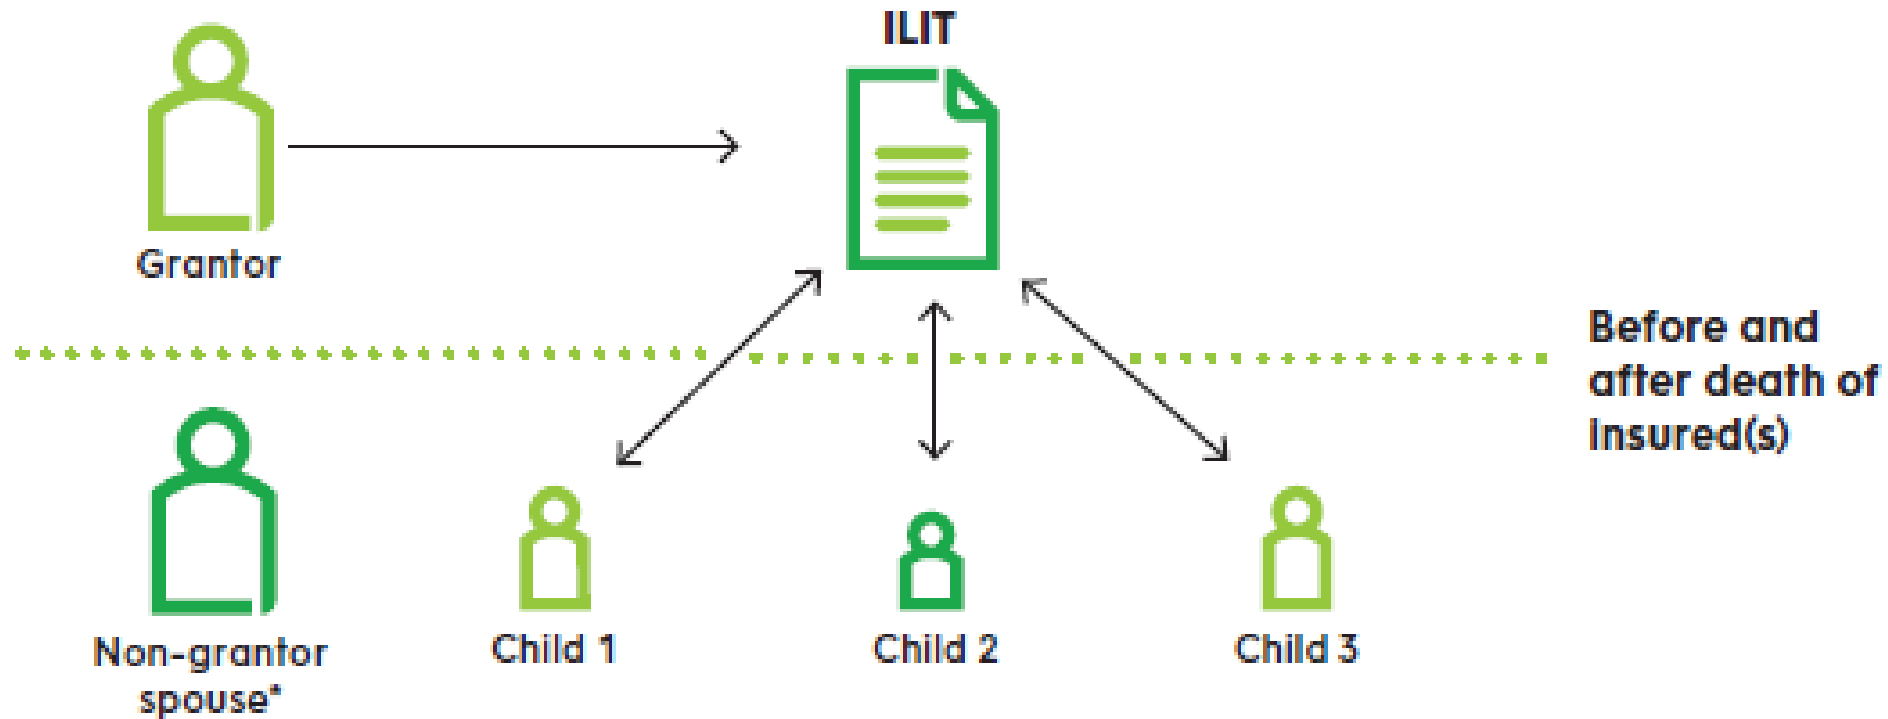 ILIT
Grantor
Before and
after death of
insured(s)
Non-grantor
spouse*
Child 1
Child 2
Child 3